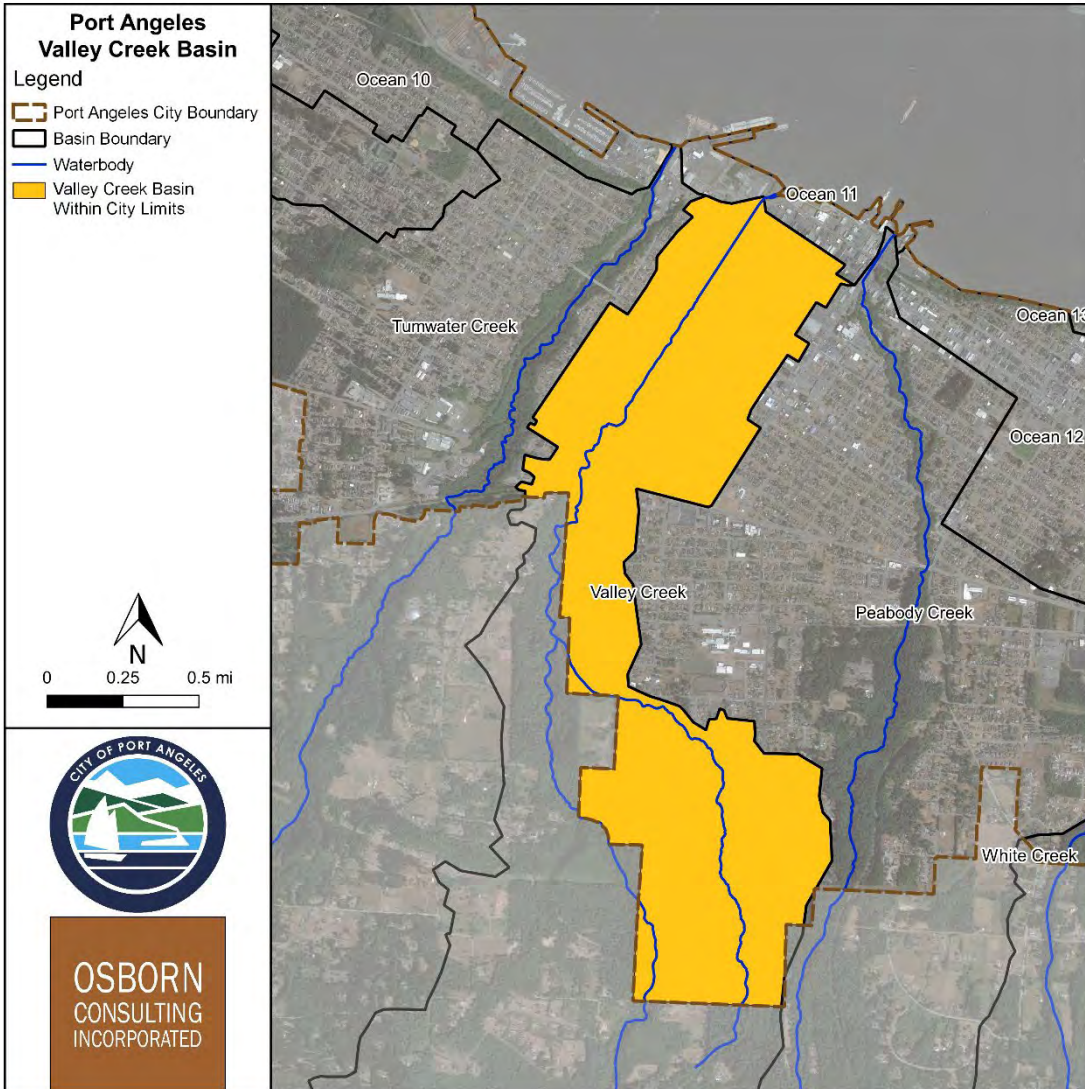 Port Angeles
Valley Creek Basin
Legend
Port Angeles City Boundary
Basin Boundary
Waterbody
Valley Creek Basin
Within City Limits
N
0 0.25 0.5 mi
CITY OF PORT ANGELES
OSBORN
CONSULTING
INCORPORATED
Ocean 10
Ocean 11
Tumwater Creek
Ocean 13
Ocean 12
Valley Creek
Peabody Creek
White Creek